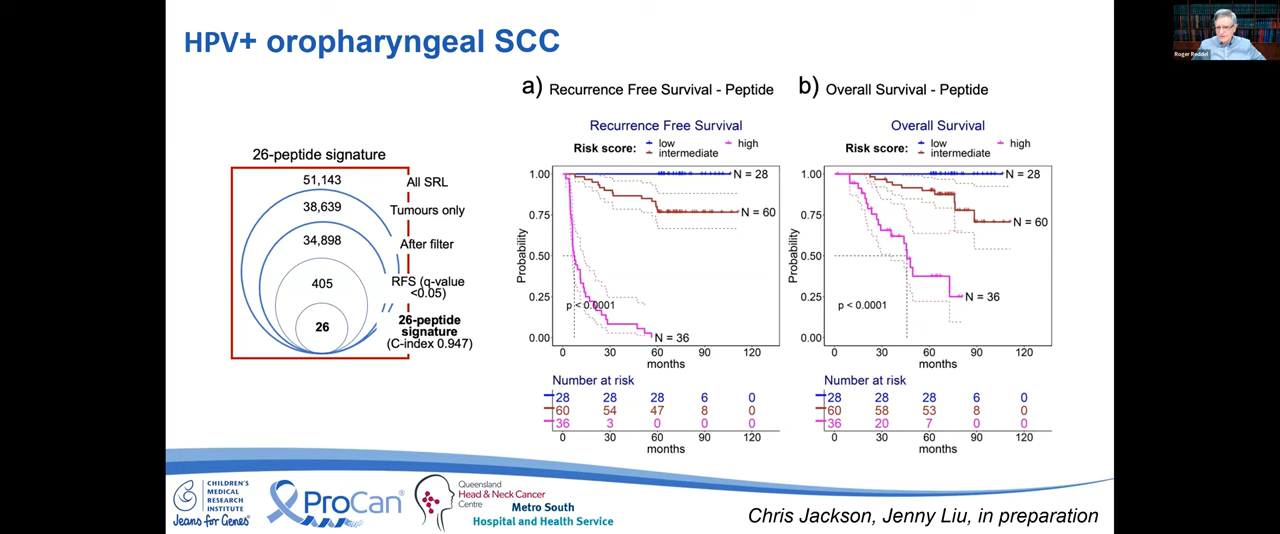 HPV+ oropharyngeal SCC
Roger Reddel
26-peptide signature
51,143
All SRL
38,639
Tumours only
34,898
After filter
405
RFS (q-value
<0.05)
26
26-peptide
signature
(C-index 0.947)
a) Recurrence Free Survival - Peptide
Recurrence Free Survival
Risk score: low high
intermediate
Probability
1.00
0.75
0.50
0.25
0.00
N = 28
N = 60
p < 0.0001
N = 36
0 30 60 90 120
months
Number at risk
28 28 28 6 0
60 54 47 8 0
36 3 0 0 0
0 30 60 90 120
months
b) Overall Survival - Peptide
Overall Survival
Risk score: low high
intermediate
Probability
1.00
0.75
0.50
0.25
0.00
N = 28
N = 60
N = 36
p < 0.0001
0 30 60 90 120
months
Number at risk
28 28 28 6 0
60 58 53 8 0
36 20 7 0 0
0 30 60 90 120
months
CHILDREN'S
MEDICAL
RESEARCH
INSTITUTE
Jeans for Genes®
ProCan®
Queensland
Head & Neck Cancer
Centre
Metro South
Hospital and Health Service
Chris Jackson, Jenny Liu, in preparation